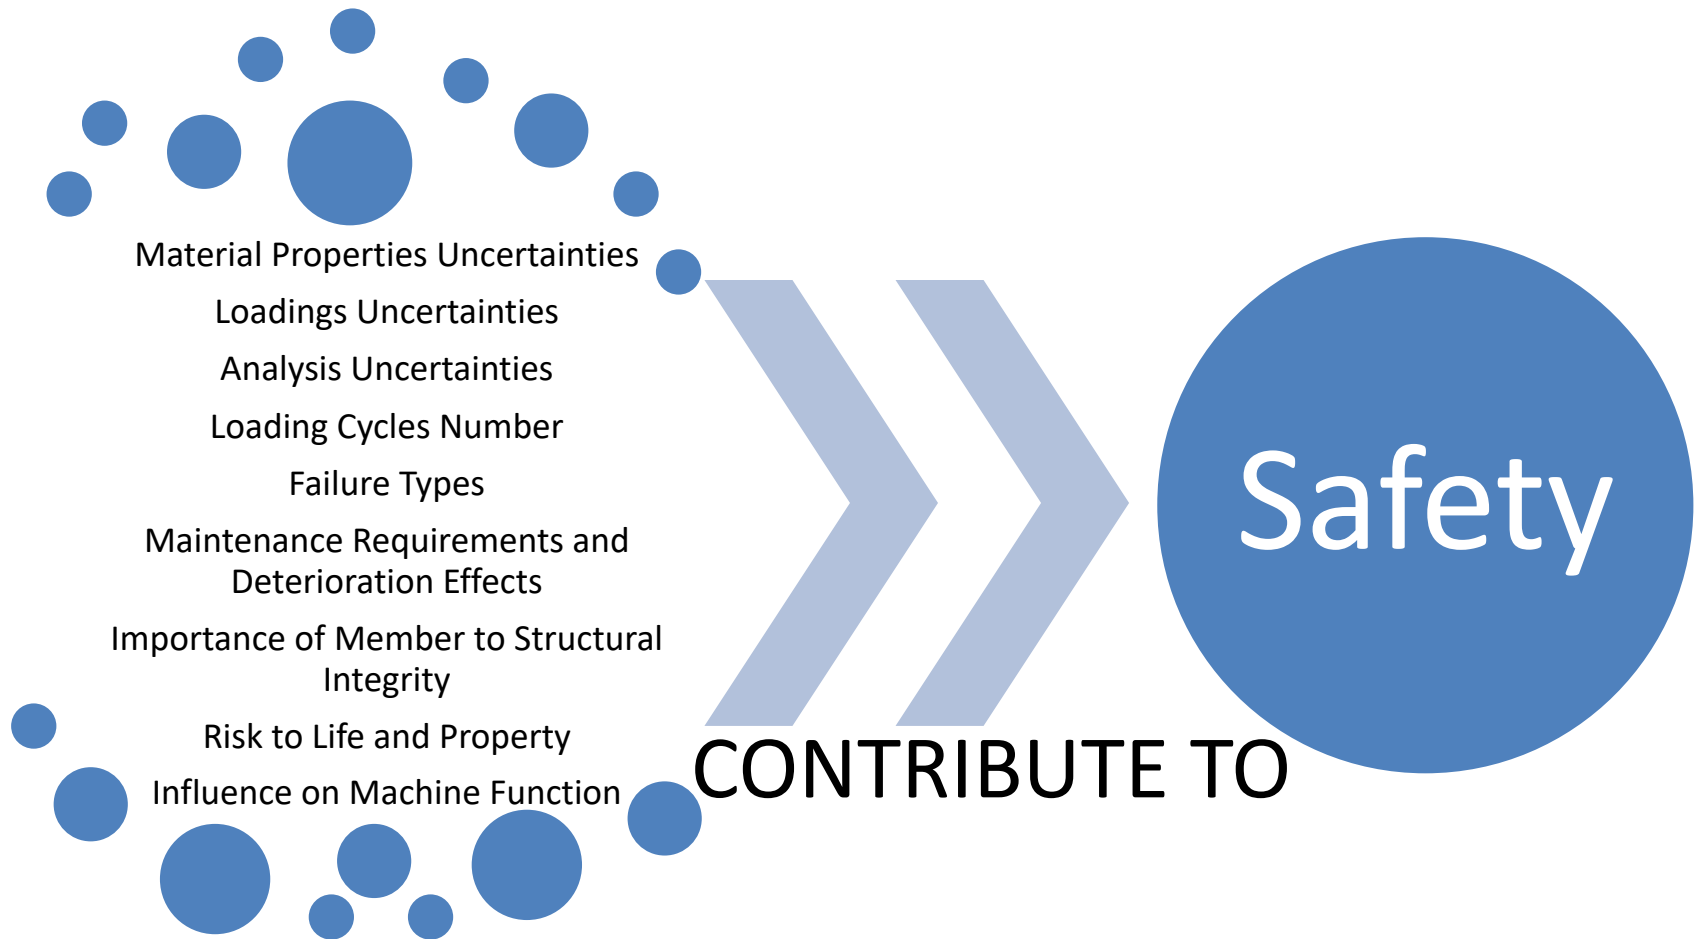 Material Properties Uncertainties
Loadings Uncertainties
Analysis Uncertainties
Loading Cycles Number
Failure Types
Maintenance Requirements and
Deterioration Effects
Importance of Member to Structural
Integrity
Risk to Life and Property
Influence on Machine Function
CONTRIBUTE TO
Safety